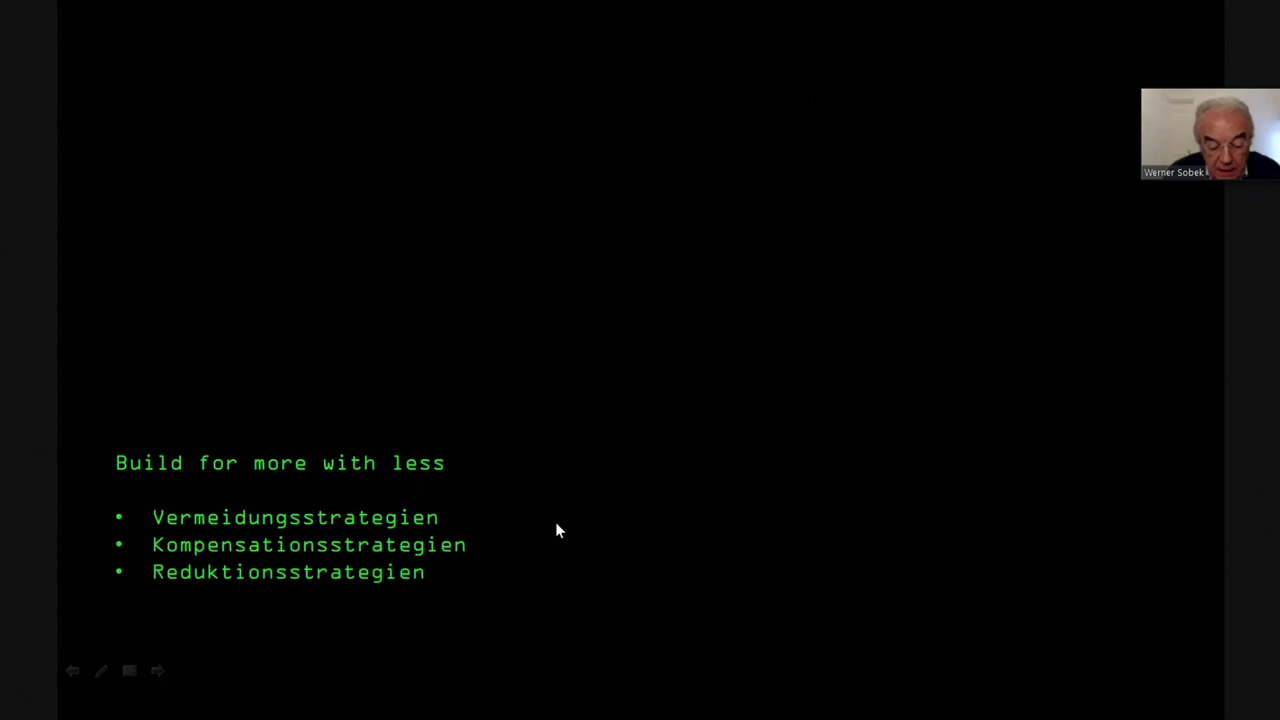 Build for more with less
• Vermeidungsstrategien
• Kompensationsstrategien
• Reduktionsstrategien
Werner Sobek